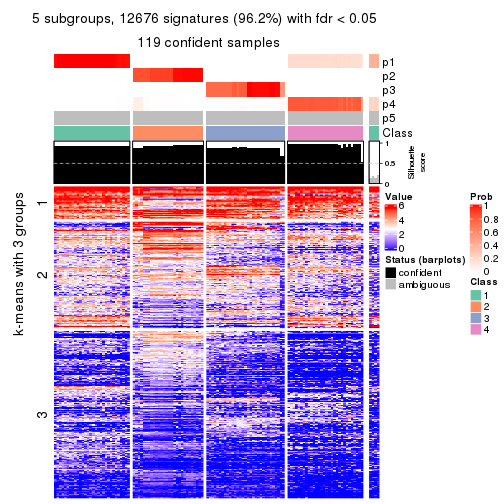 5 subgroups, 12676 signatures (96.2%) with fdr < 0.05
119 confident samples
p1
p2
p3
p4
p5
Class
1
0.5
0
Silhouette
score
k-means with 3 groups
1
2
3
Value
6
4
2
0
Status (barplots)
confident
ambiguous
Prob
1
0.8
0.6
0.4
0.2
0
Class
1
2
3
4